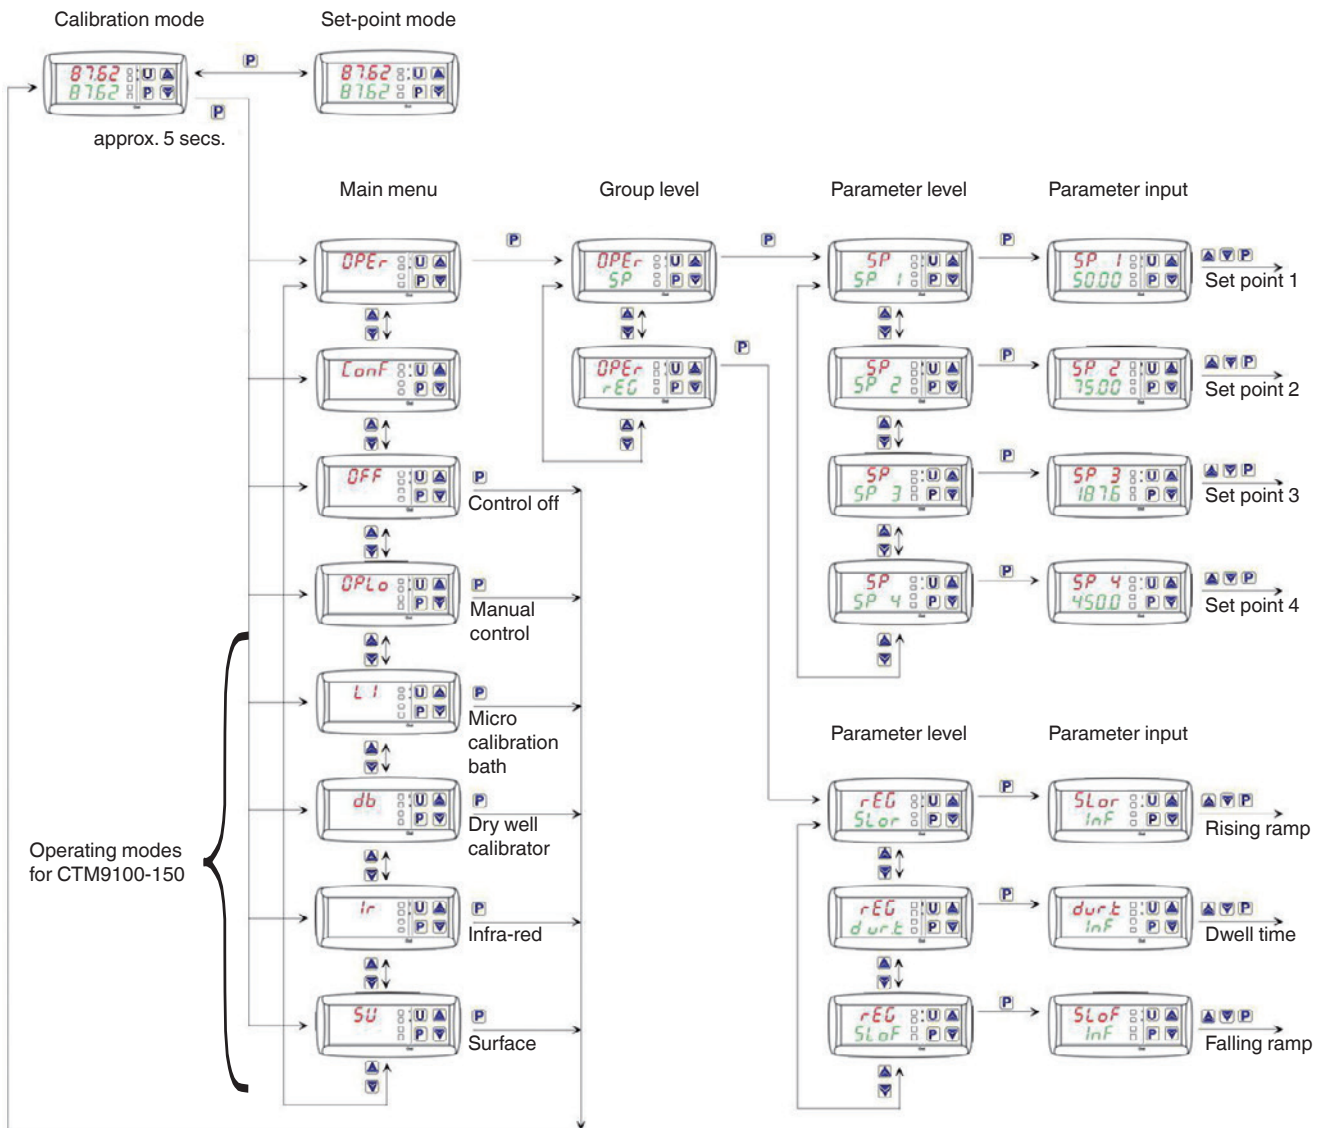 Calibration mode
Set-point mode
87.62
87.62
U
P
87.62
87.62
U
P
P
P
approx. 5 secs.
Main menu
Group level
Parameter level
Parameter input
OPEr
U
P
P
OPEr
SP
U
P
P
SP
SP 1
U
P
P
SP 1
50.00
U
P
P
Set point 1
ConF
U
P
OPEr
rEG
U
P
P
SP
SP 2
U
P
P
SP 2
75.00
U
P
P
Set point 2
OFF
U
P
P
Control off
SP
SP 3
U
P
P
SP 3
187.6
U
P
P
Set point 3
OPLo
U
P
P
Manual
control
SP
SP 4
U
P
P
SP 4
450.0
U
P
P
Set point 4
LI
U
P
P
Micro
calibration
bath
Parameter level
Parameter input
db
U
P
P
Dry well
calibrator
rEG
SLor
U
P
P
SLor
InF
U
P
P
Rising ramp
Operating modes
for CTM9100-150
Ir
U
P
P
Infra-red
rEG
dur.t
U
P
P
dur.t
InF
U
P
P
Dwell time
SU
U
P
P
Surface
rEG
SLoF
U
P
P
SLoF
InF
U
P
P
Falling ramp